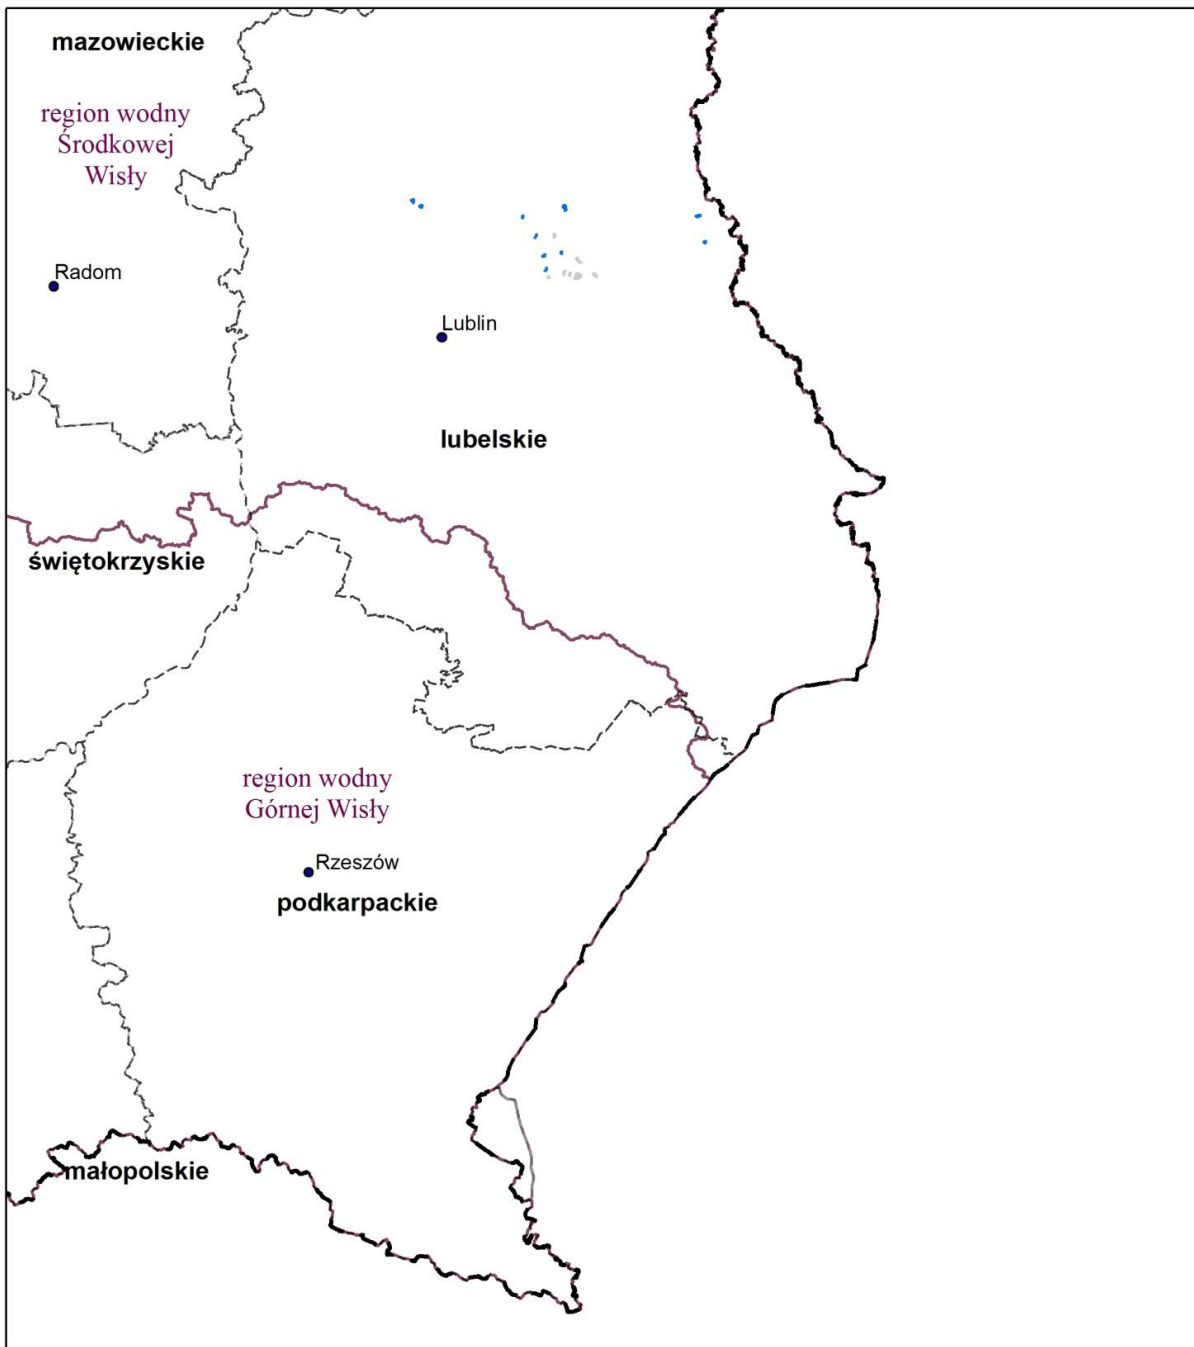 mazowieckie
region wodny
Środkowej
Wisły
Radom
Lublin
lubelskie
świętokrzyskie
region wodny
Górnej Wisły
Rzeszów
podkarpackie
małopolskie